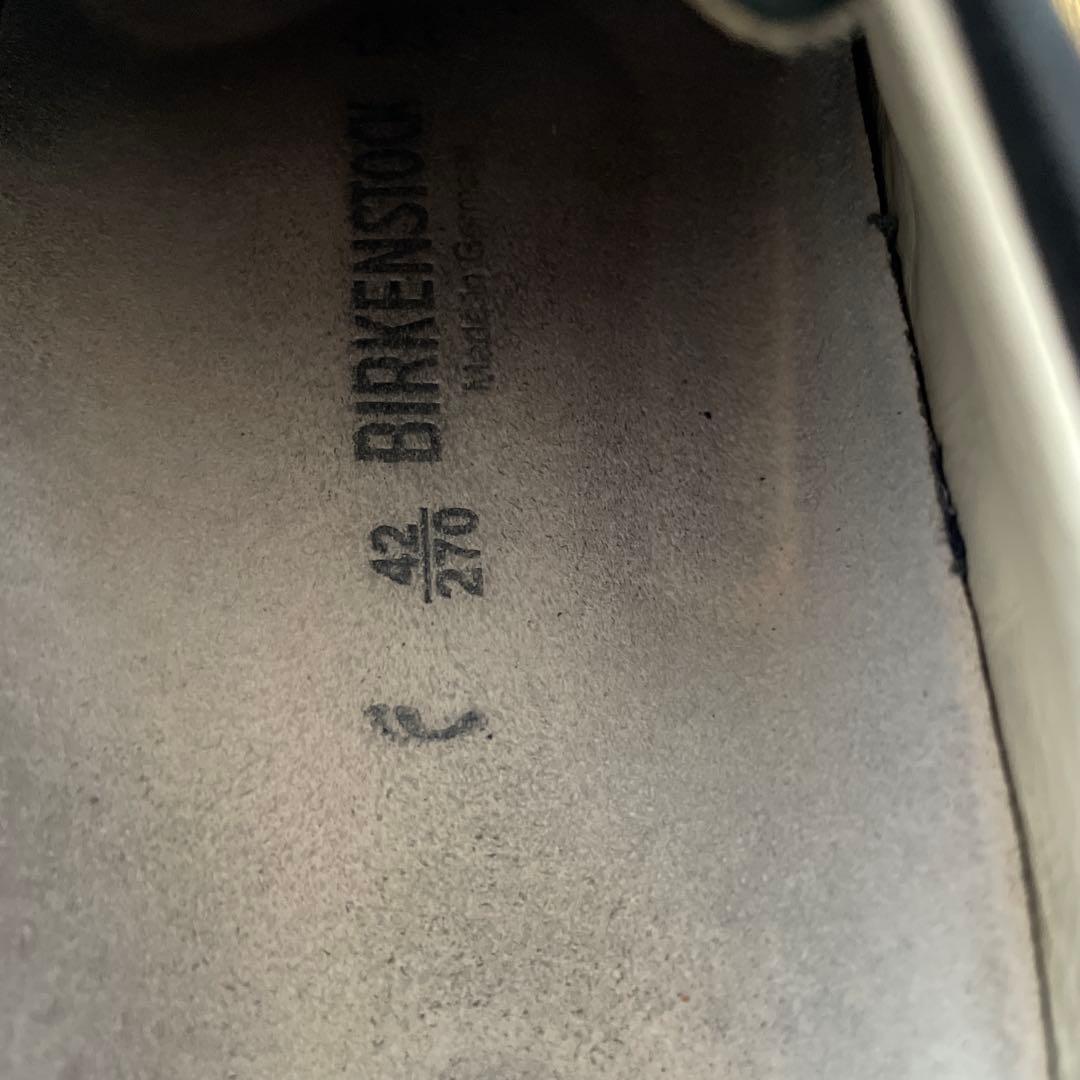 BIRKENSTOCK
Made in Germany
42
270